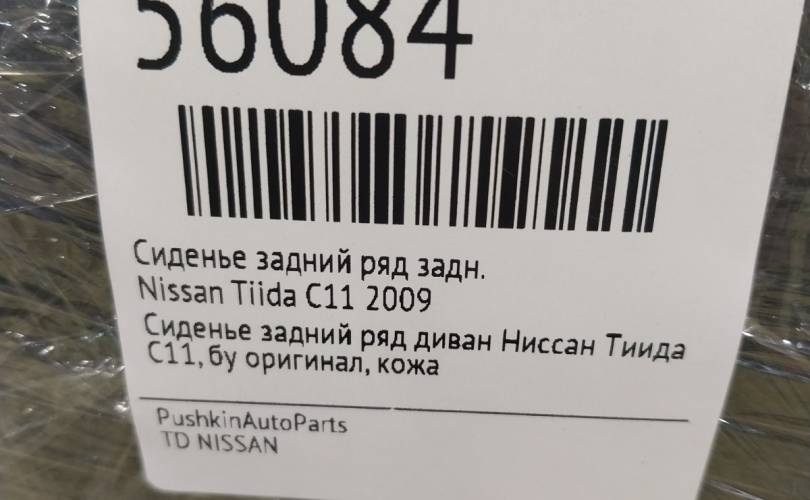 56084
Сиденье задний ряд задн.
Nissan Tiida C11 2009
Сиденье задний ряд диван Ниссан Тиида
С11, бу оригинал, кожа
PushkinAutoParts
TD NISSAN